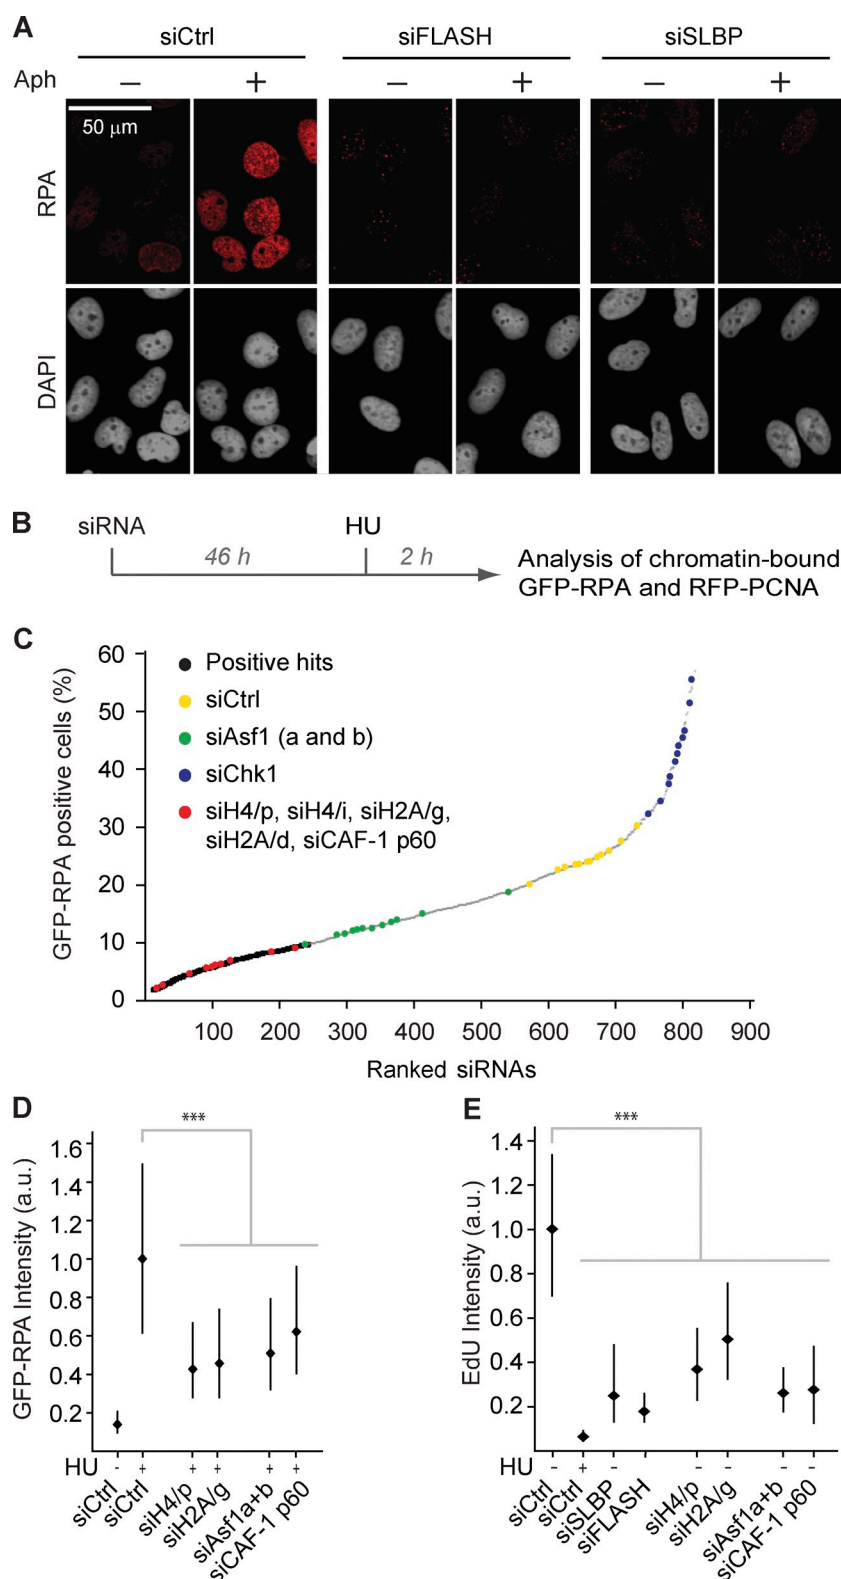 A
siCtrl siFLASH siSLBP
Aph − + − + − +
50 μm
RPA
DAPI
B
siRNA HU
46 h 2 h
Analysis of chromatin-bound
GFP-RPA and RFP-PCNA
C
GFP-RPA positive cells (%)
60
50
40
30
20
10
0
Positive hits
siCtrl
siAsf1 (a and b)
siChk1
siH4/p, siH4/i, siH2A/g,
siH2A/d, siCAF-1 p60
100 200 300 400 500 600 700 800 900
Ranked siRNAs
D
***
GFP-RPA Intensity (a.u.)
1.6
1.4
1.2
1.0
0.8
0.6
0.4
0.2
HU - + + + + +
siCtrl
siCtrl
siH4/p
siH2A/g
siAsf1a+b
siCAF-1 p60
E
***
EdU Intensity (a.u.)
1.4
1.2
1.0
0.8
0.6
0.4
0.2
HU - + - - - - - -
siCtrl
siCtrl
siSLBP
siFLASH
siH4/p
siH2A/g
siAsf1a+b
siCAF-1 p60